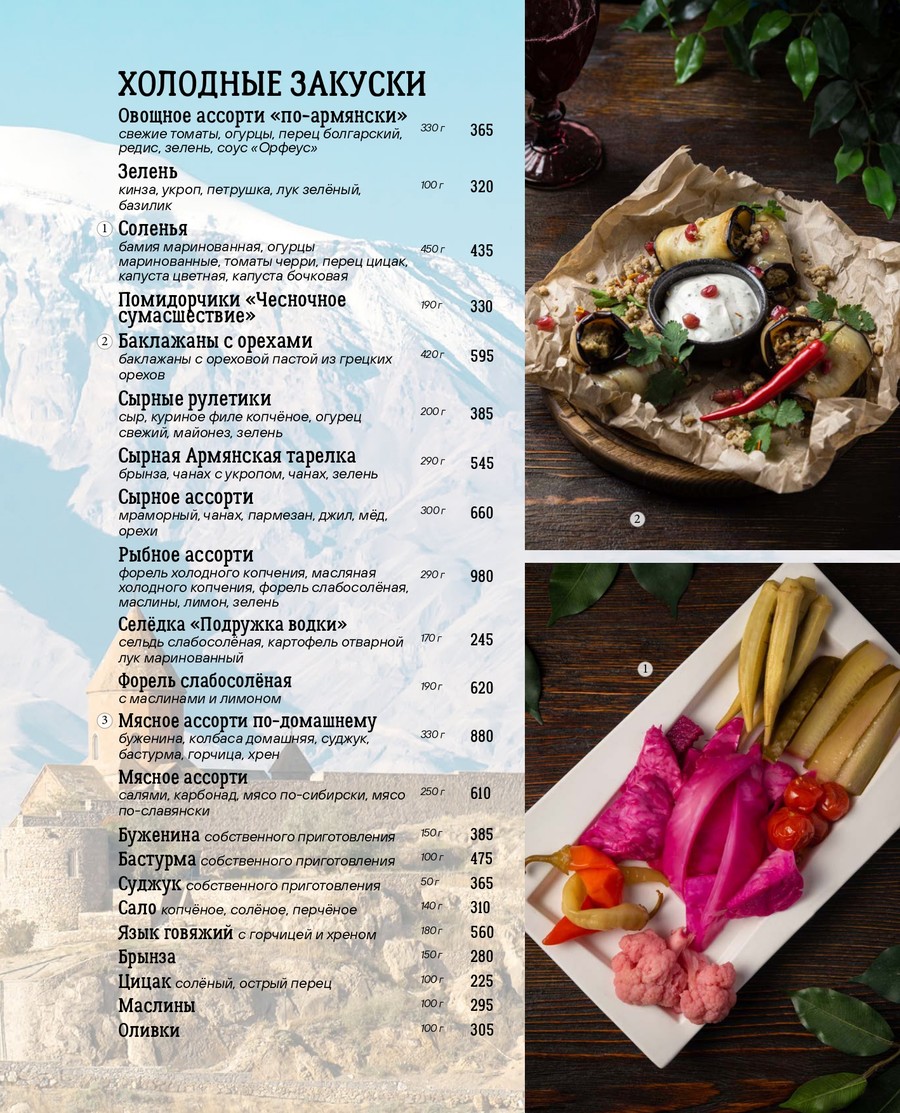 ХОЛОДНЫЕ ЗАКУСКИ
Овощное ассорти «по-армянски»
свежие томаты, огурцы, перец болгарский,
редис, зелень, соус «Орфеус»
330 г 365
Зелень
кинза, укроп, петрушка, лук зелёный,
базилик
100 г 320
1 Соленья
бамия маринованная, огурцы
маринованные, томаты черри, перец цицак,
капуста цветная, капуста бочковая
450 г 435
Помидорчики «Чесночное
сумасшествие»
190 г 330
2 Баклажаны с орехами
баклажаны с ореховой пастой из грецких
орехов
420 г 595
Сырные рулетики
сыр, куриное филе копчёное, огурец
свежий, майонез, зелень
200 г 385
Сырная Армянская тарелка
брынза, чанах с укропом, чанах, зелень
290 г 545
Сырное ассорти
мраморный, чанах, пармезан, джил, мёд,
орехи
300 г 660
Рыбное ассорти
форель холодного копчения, масляная
холодного копчения, форель слабосолёная,
маслины, лимон, зелень
290 г 980
Селёдка «Подружка водки»
сельдь слабосолёная, картофель отварной
лук маринованный
170 г 245
Форель слабосолёная
с маслинами и лимоном
190 г 620
3 Мясное ассорти по-домашнему
буженина, колбаса домашняя, суджук,
бастурма, горчица, хрен
330 г 880
Мясное ассорти
салями, карбонад, мясо по-сибирски, мясо
по-славянски
250 г 610
Буженина собственного приготовления 150 г 385
Бастурма собственного приготовления 100 г 475
Суджук собственного приготовления 50 г 365
Сало копчёное, солёное, перчёное 140 г 310
Язык говяжий с горчицей и хреном 180 г 560
Брынза 150 г 280
Цицак солёный, острый перец 100 г 225
Маслины 100 г 295
Оливки 100 г 305
2
1